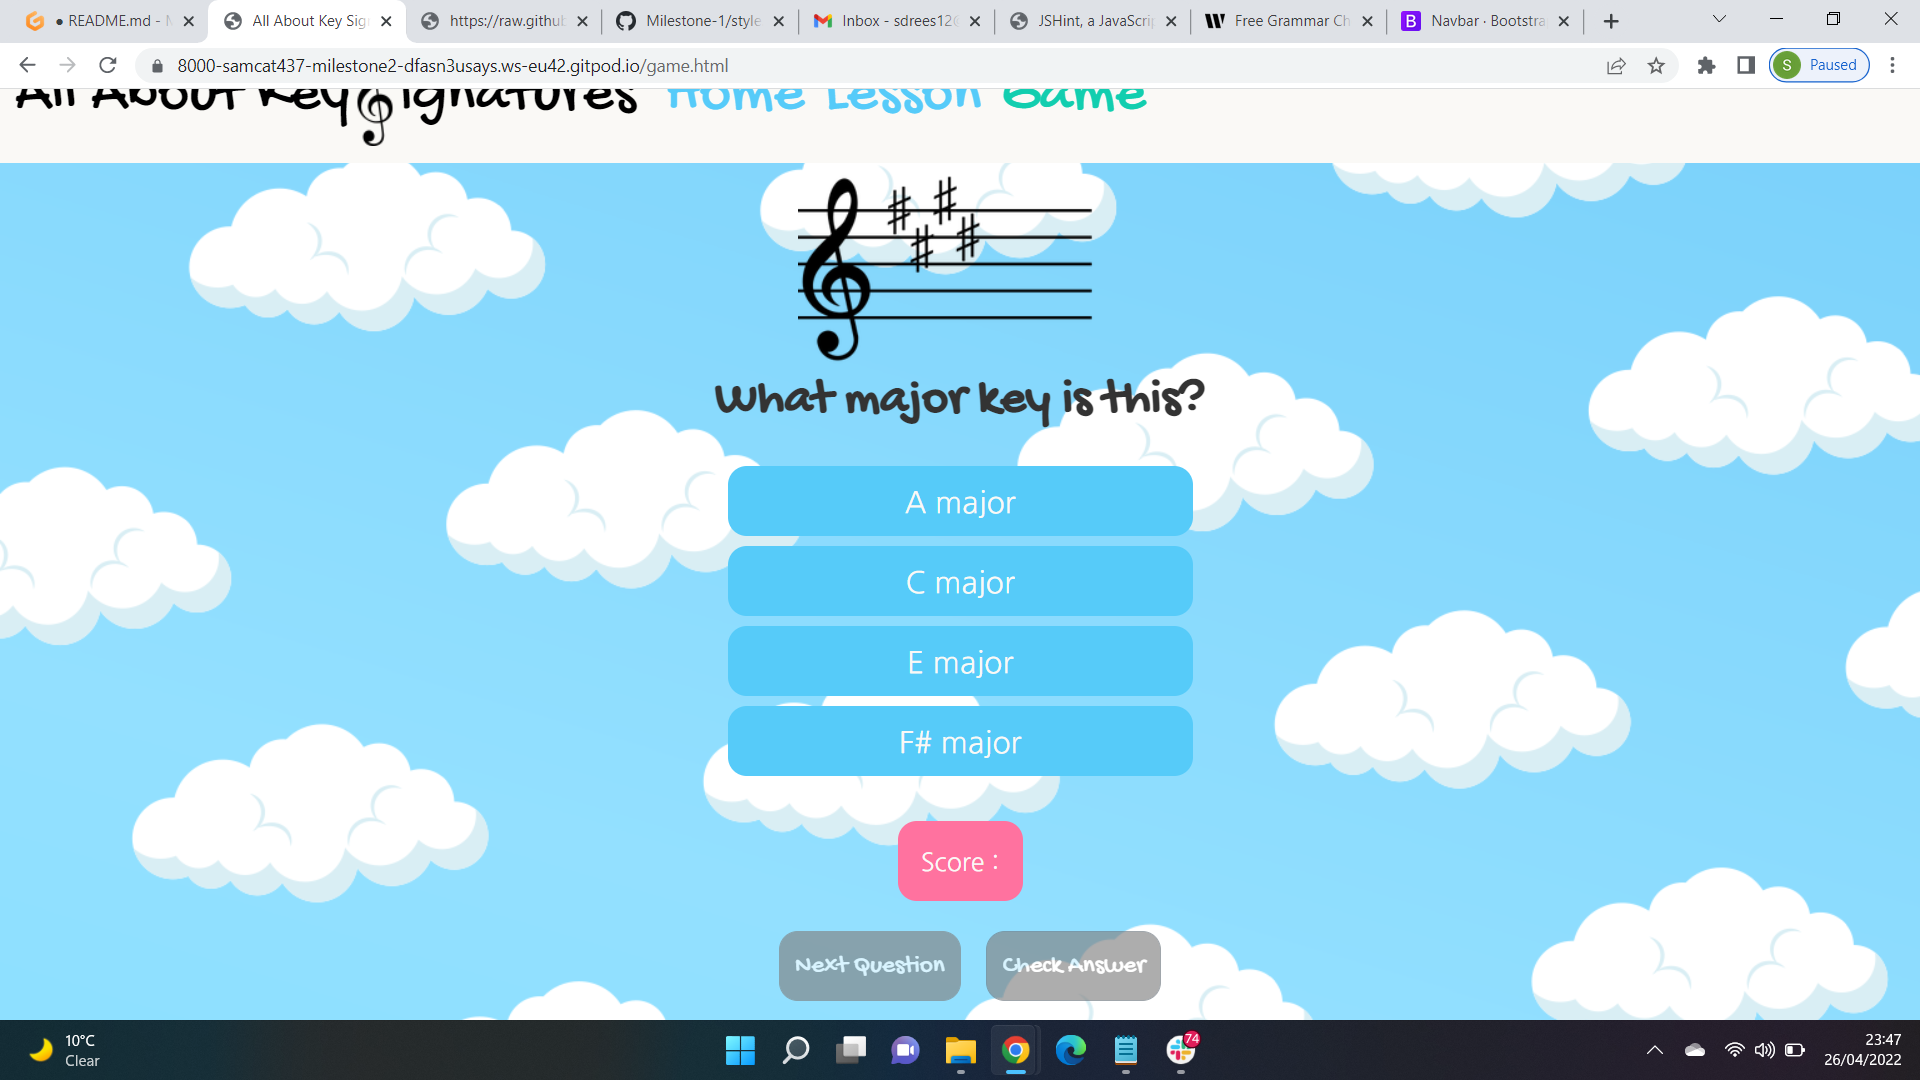 ● README.md - M
All About Key Sig
https://raw.githu
Milestone-1/style
Inbox - sdrees12
JSHint, a JavaScri
Free Grammar Ch
Navbar · Bootstra
8000-samcat437-milestone2-dfasn3usays.ws-eu42.gitpod.io/game.html
S Paused
All About Key Signatures Home Lesson Game
What major key is this?
A major
C major
E major
F# major
Score :
Next Question Check Answer
10°C
Clear
74
23:47
26/04/2022